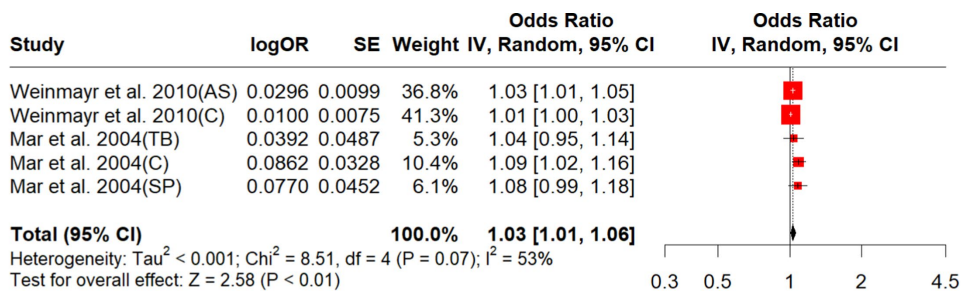 Odds Ratio Odds Ratio
Study logOR SE Weight IV, Random, 95% CI IV, Random, 95% CI
Weinmayr et al. 2010(AS) 0.0296 0.0099 36.8% 1.03 [1.01, 1.05]
Weinmayr et al. 2010(C) 0.0100 0.0075 41.3% 1.01 [1.00, 1.03]
Mar et al. 2004(TB) 0.0392 0.0487 5.3% 1.04 [0.95, 1.14]
Mar et al. 2004(C) 0.0862 0.0328 10.4% 1.09 [1.02, 1.16]
Mar et al. 2004(SP) 0.0770 0.0452 6.1% 1.08 [0.99, 1.18]
Total (95% CI) 100.0% 1.03 [1.01, 1.06]
Heterogeneity: Tau² < 0.001; Chi² = 8.51, df = 4 (P = 0.07); I² = 53%
Test for overall effect: Z = 2.58 (P < 0.01)
0.3 1 2 4.5